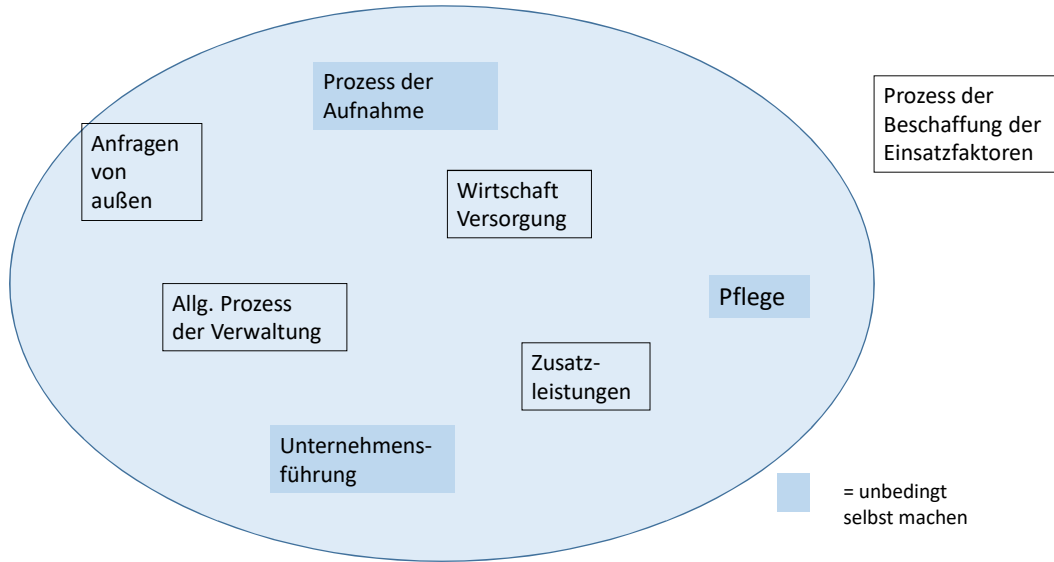 Prozess der
Aufnahme
Prozess der
Beschaffung der
Einsatzfaktoren
Anfragen
von
außen
Wirtschaft
Versorgung
Pflege
Allg. Prozess
der Verwaltung
Zusatz-
leistungen
Unternehmens-
führung
= unbedingt
selbst machen